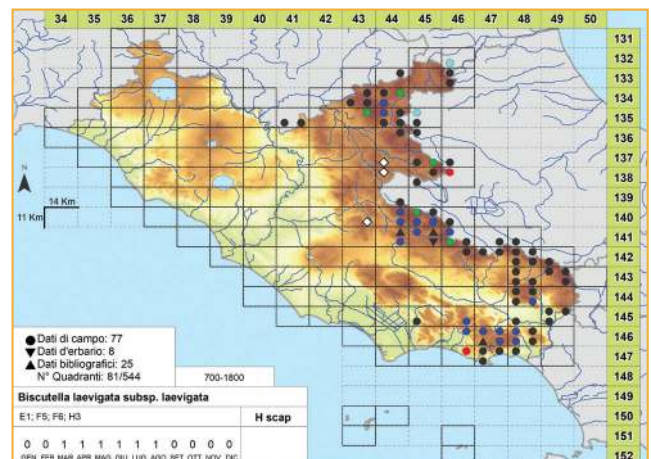 34 35 36 37 38 39 40 41 42 43 44 45 46 47 48 49 50
131
132
133
134
135
136
137
138
139
140
141
142
143
144
145
146
147
148
149
150
151
152
N
14 Km
11 Km
Dati di campo: 77
Dati d'erbario: 8
Dati bibliografici: 25
N° Quadranti: 81/544
700-1800
Biscutella laevigata subsp. laevigata
E1; F5; F6; H3
H scap
0 0 1 1 1 1 1 1 0 0 0 0
GEN FEB MAR APR MAG GIU LUG AGO SET OTT NOV DIC